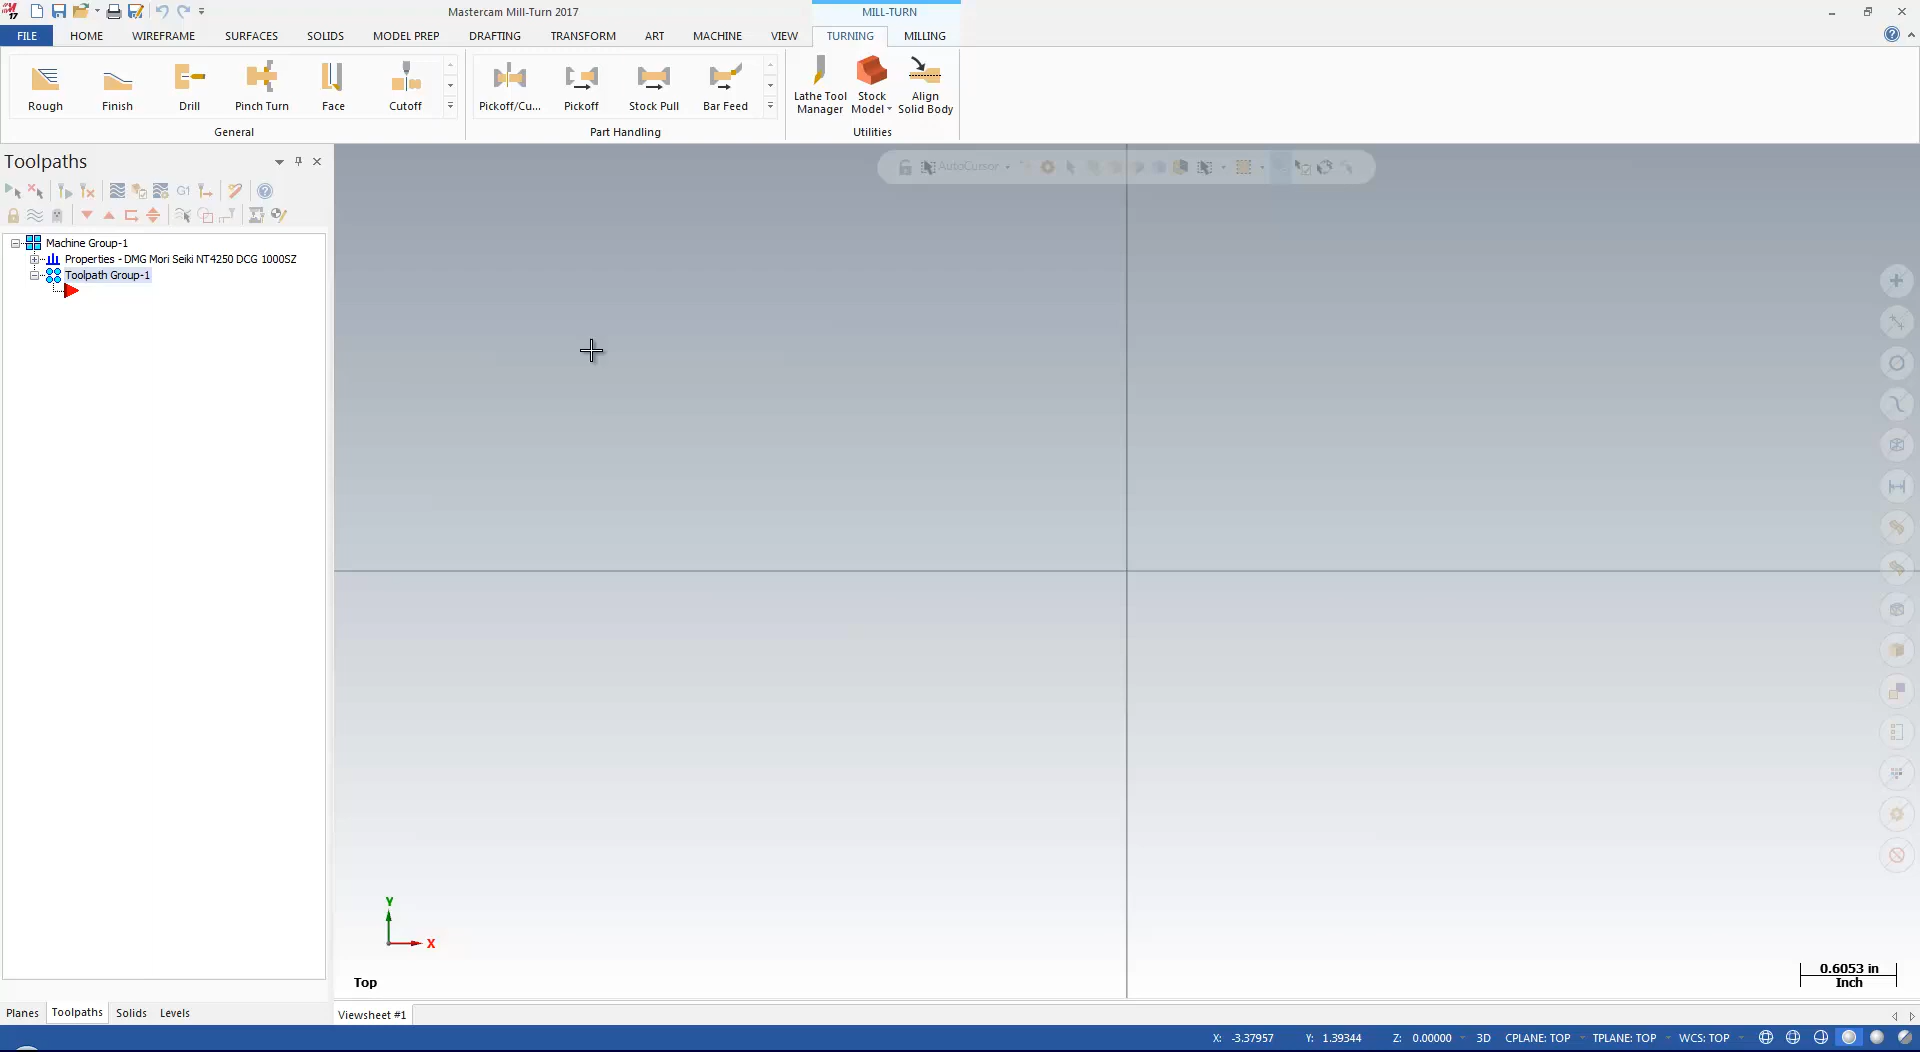 17
Mastercam Mill-Turn 2017
MILL-TURN
FILE HOME WIREFRAME SURFACES SOLIDS MODEL PREP DRAFTING TRANSFORM ART MACHINE VIEW TURNING MILLING
Rough Finish Drill Pinch Turn Face Cutoff Pickoff/Cu... Pickoff Stock Pull Bar Feed
Lathe Tool Manager
Stock Model
Align Solid Body
General Part Handling Utilities
Toolpaths
AutoCursor
G1
Machine Group-1
Properties - DMG Mori Seiki NT4250 DCG 1000SZ
Toolpath Group-1
Y
X
Top
0.6053 in
Inch
Planes Toolpaths Solids Levels
Viewsheet #1
X: -3.37957 Y: 1.39344 Z: 0.00000 3D CPLANE: TOP TPLANE: TOP WCS: TOP